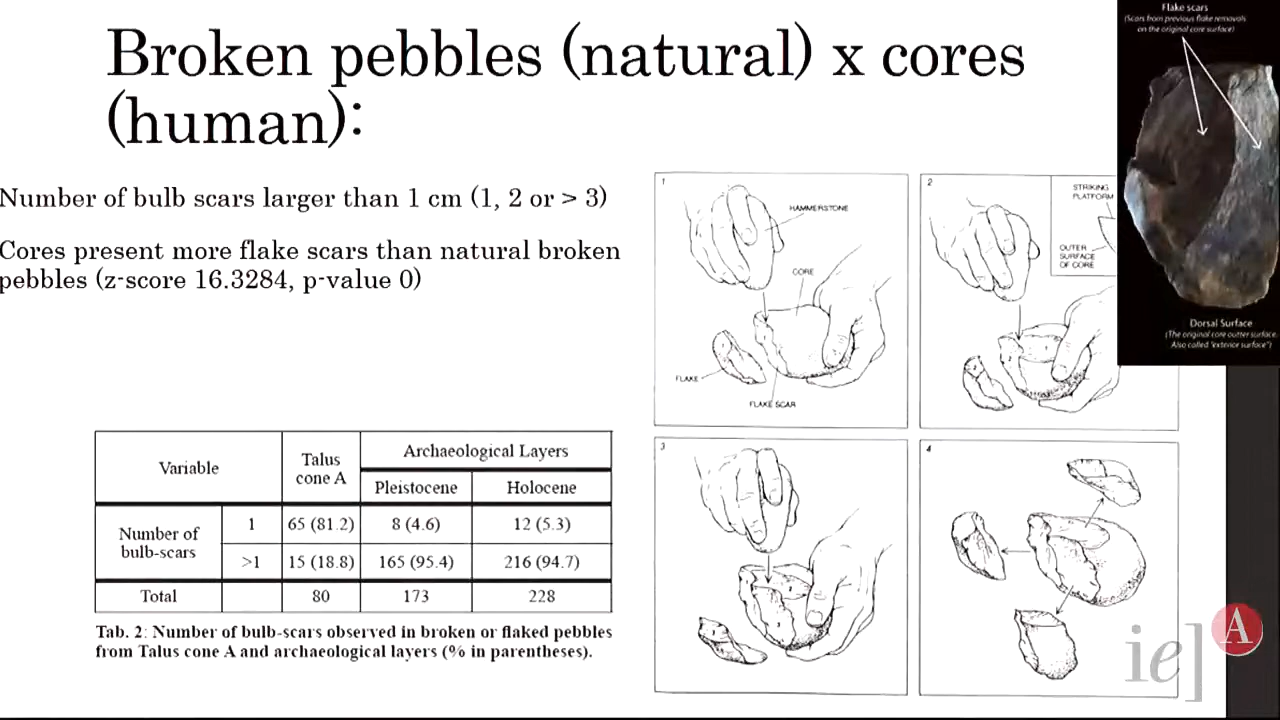 Broken pebbles (natural) x cores
(human):
Number of bulb scars larger than 1 cm (1, 2 or > 3)
Cores present more flake scars than natural broken
pebbles (z-score 16.3284, p-value 0)
Variable
Talus
cone A
Archaeological Layers
Pleistocene
Holocene
Number of
bulb-scars
1
65 (81.2)
8 (4.6)
12 (5.3)
>1
15 (18.8)
165 (95.4)
216 (94.7)
Total
80
173
228
Tab. 2: Number of bulb-scars observed in broken or flaked pebbles
from Talus cone A and archaeological layers (% in parentheses).
1
HAMMERSTONE
CORE
FLAKE
FLAKE SCAR
2
STRIKING
PLATFORM
OUTER
SURFACE
OF CORE
3
4
Flake scars
(Scars from previous flake removals
on the original core surface)
Dorsal Surface
(The original core outter surface.
Also called "exterior surface")
ie]
A